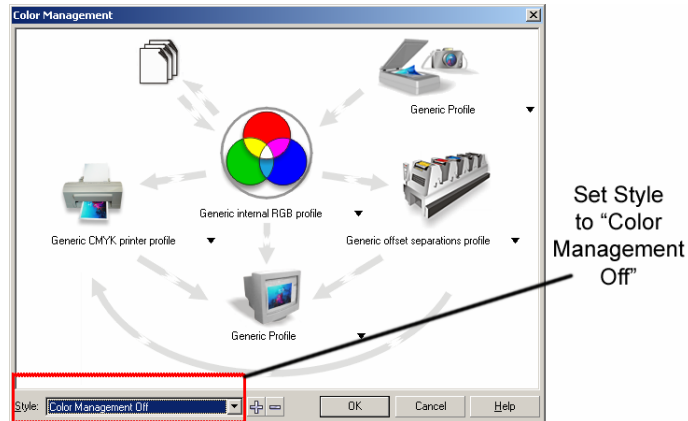 Color Management
Generic Profile
Generic internal RGB profile
Generic CMYK printer profile
Generic offset separations profile
Generic Profile
Set Style
to “Color
Management
Off”
Style: Color Management Off
OK Cancel Help